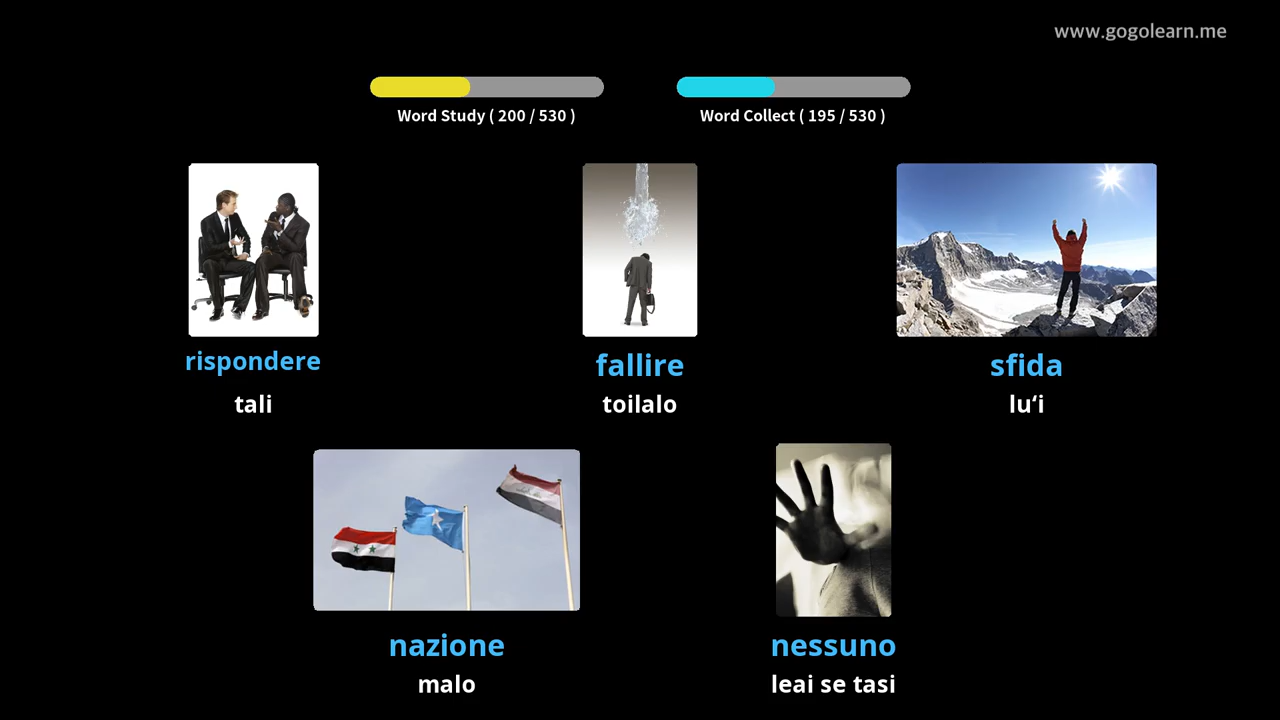 www.gogolearn.me
Word Study ( 200 / 530 )
Word Collect ( 195 / 530 )
rispondere
tali
fallire
toilalo
sfida
lu‘i
nazione
malo
nessuno
leai se tasi